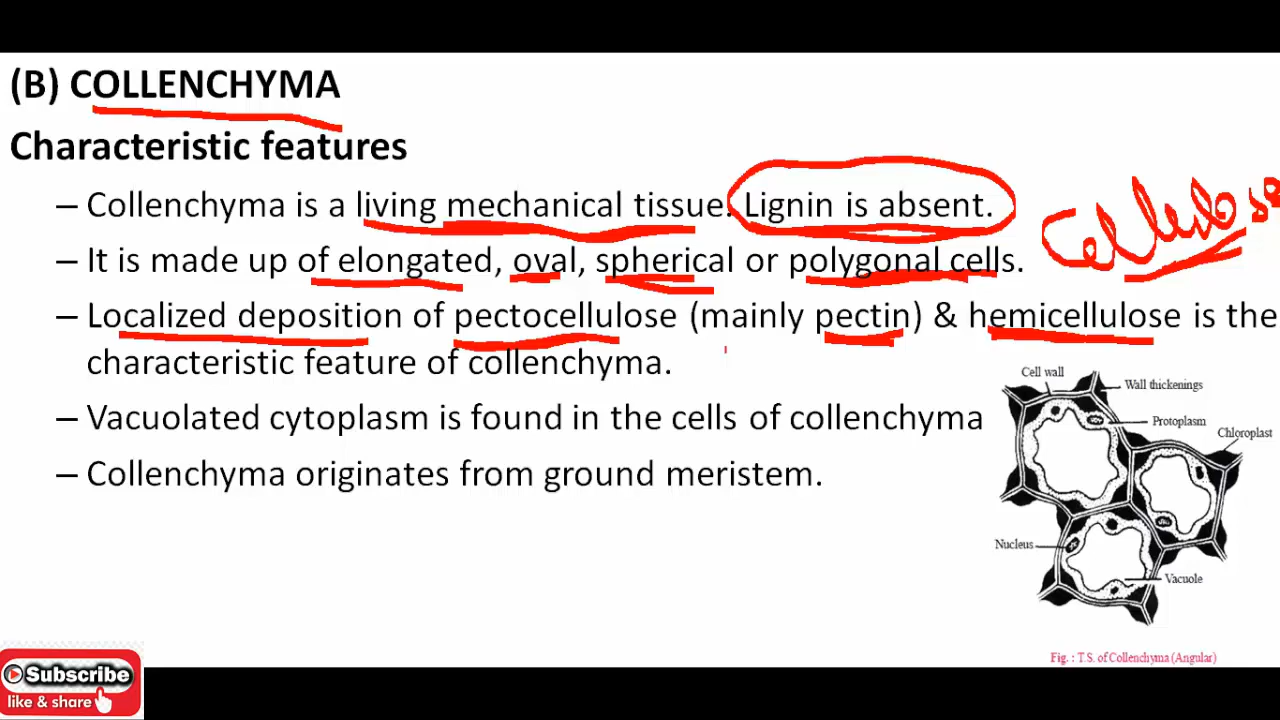 (B) COLLENCHYMA
Characteristic features
– Collenchyma is a living mechanical tissue. Lignin is absent.
Cellulose
– It is made up of elongated, oval, spherical or polygonal cells.
– Localized deposition of pectocellulose (mainly pectin) & hemicellulose is the
characteristic feature of collenchyma.
– Vacuolated cytoplasm is found in the cells of collenchyma
– Collenchyma originates from ground meristem.
Cell wall
Wall thickenings
Protoplasm
Chloroplast
Nucleus
Vacuole
Fig. : T.S. of Collenchyma (Angular)
Subscribe
like & share